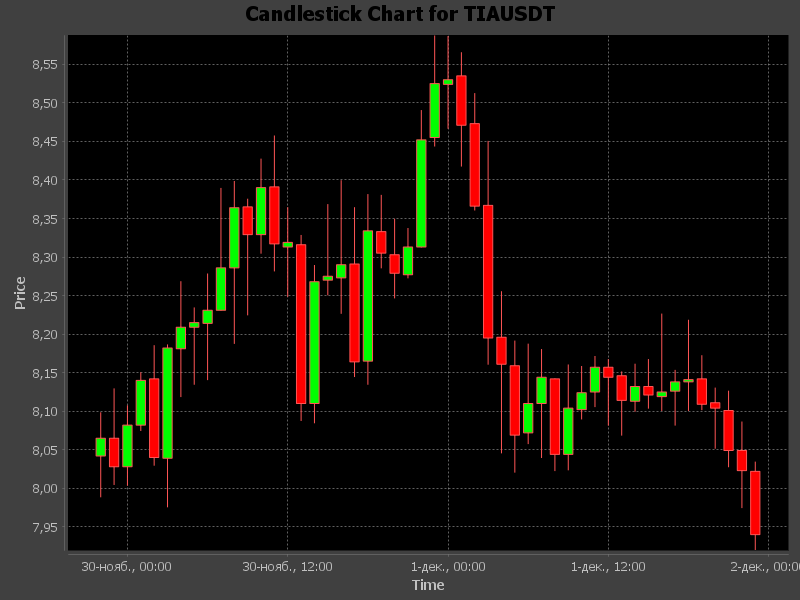 Candlestick Chart for TIAUSDT
8,55
8,50
8,45
8,40
8,35
8,30
8,25
8,20
8,15
8,10
8,05
8,00
7,95
Price
30-нояб., 00:00
30-нояб., 12:00
1-дек., 00:00
1-дек., 12:00
2-дек., 00:00
Time